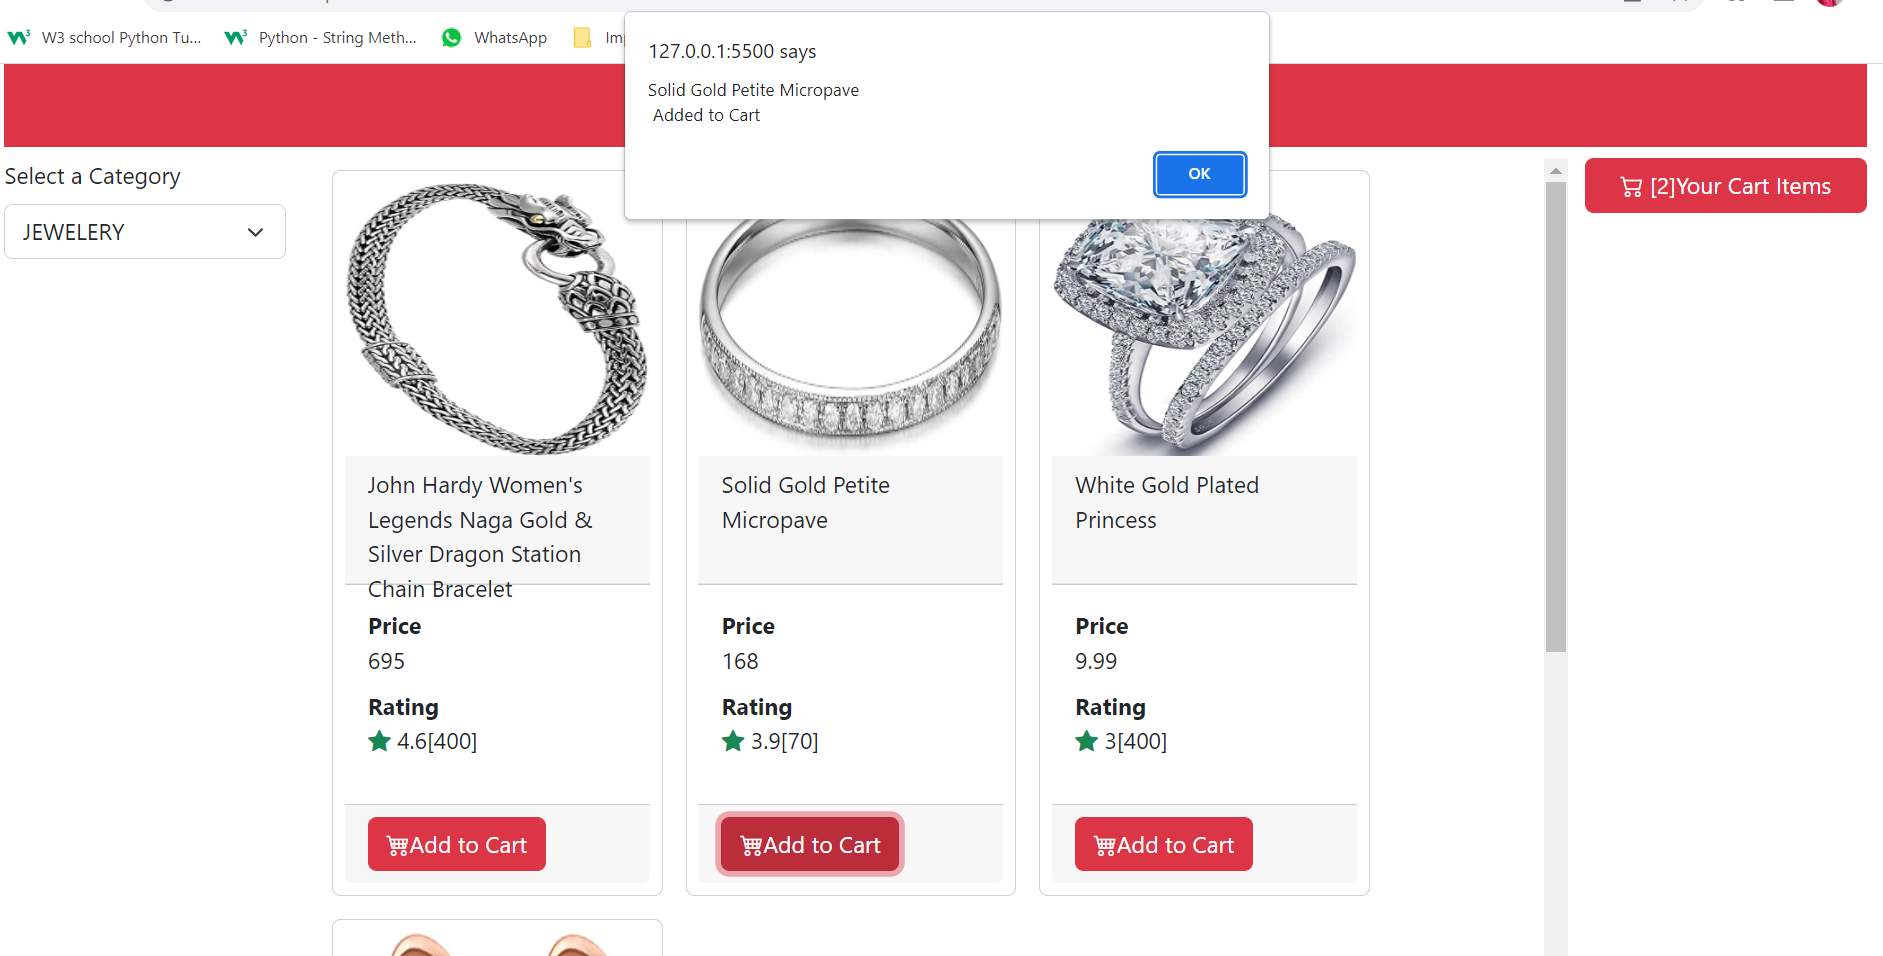 W3 school Python Tu...
Python - String Meth...
WhatsApp
127.0.0.1:5500 says
Solid Gold Petite Micropave
Added to Cart
OK
Select a Category
JEWELERY
[2]Your Cart Items
John Hardy Women's
Legends Naga Gold &
Silver Dragon Station
Chain Bracelet
Price
695
Rating
4.6[400]
Add to Cart
Solid Gold Petite
Micropave
Price
168
Rating
3.9[70]
Add to Cart
White Gold Plated
Princess
Price
9.99
Rating
3[400]
Add to Cart